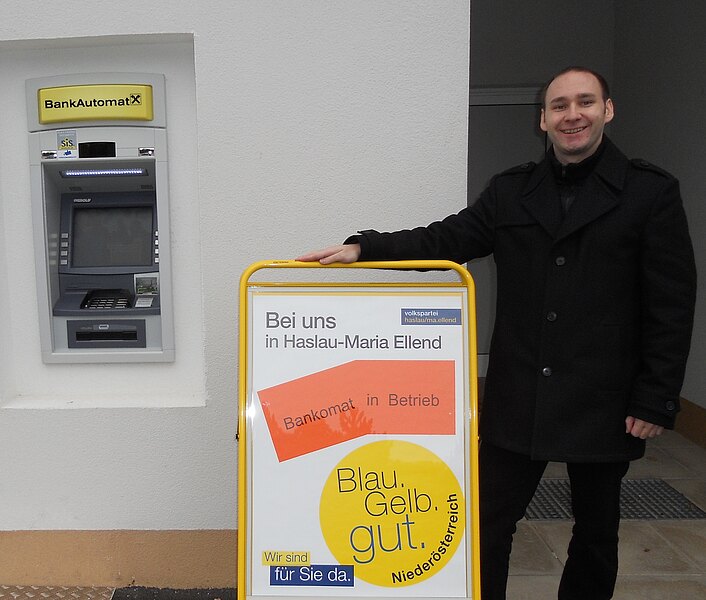 BankAutomat
sis
Bei uns
in Haslau-Maria Ellend
volkspartei
haslau/ma.ellend
Bankomat in Betrieb
Blau.
Gelb.
gut.
Niederösterreich
Wir sind
für Sie da.